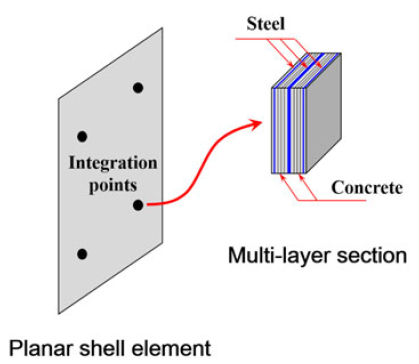 Steel
Integration
points
Concrete
Multi-layer section
Planar shell element